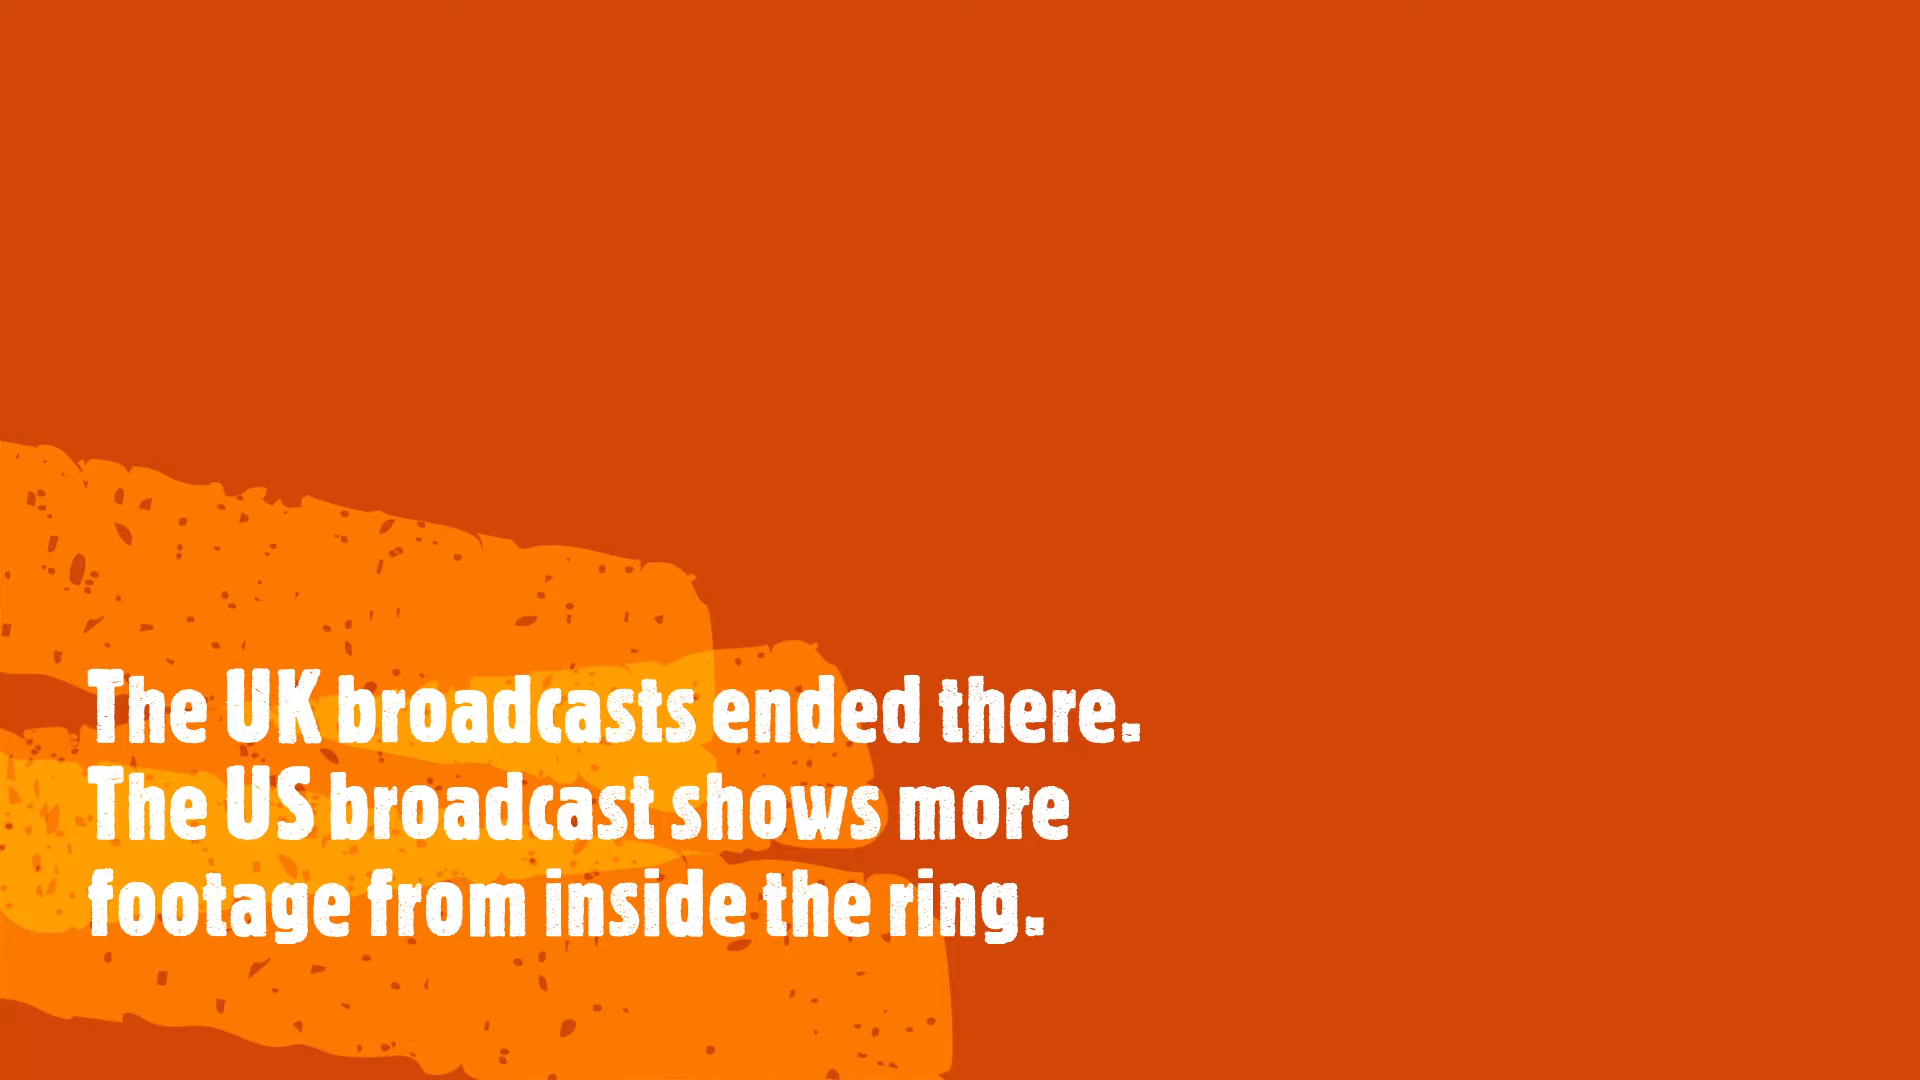 The UK broadcasts ended there.
The US broadcast shows more
footage from inside the ring.